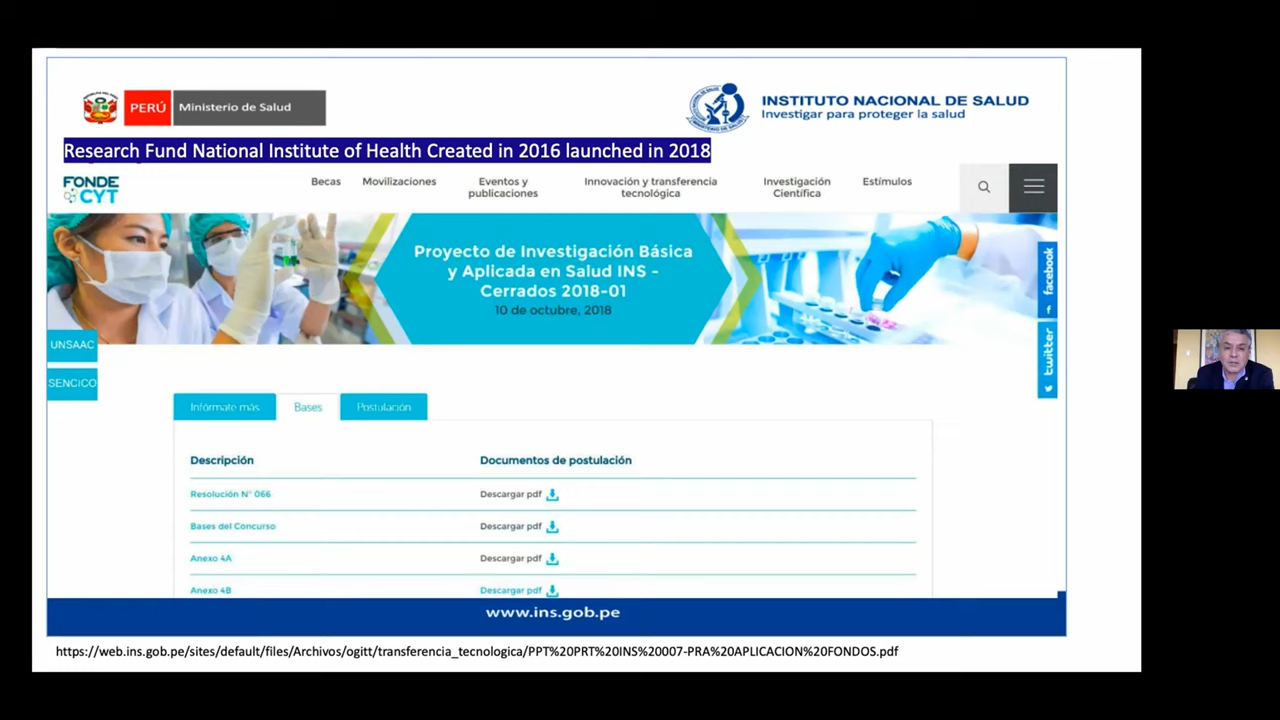 PERÚ
Ministerio de Salud
INSTITUTO NACIONAL DE SALUD
Investigar para proteger la salud
Research Fund National Institute of Health Created in 2016 launched in 2018
FONDE
CYT
Becas
Movilizaciones
Eventos y
publicaciones
Innovación y transferencia
tecnológica
Investigación
Científica
Estímulos
Proyecto de Investigación Básica
y Aplicada en Salud INS -
Cerrados 2018-01
10 de octubre, 2018
facebook
twitter
UNSAAC
SENCICO
Infórmate más
Bases
Postulación
Descripción
Documentos de postulación
Resolución N° 066
Descargar pdf
Bases del Concurso
Descargar pdf
Anexo 4A
Descargar pdf
Anexo 4B
Descargar pdf
www.ins.gob.pe
https://web.ins.gob.pe/sites/default/files/Archivos/ogitt/transferencia_tecnologica/PPT%20PRT%20INS%20007-PRA%20APLICACION%20FONDOS.pdf